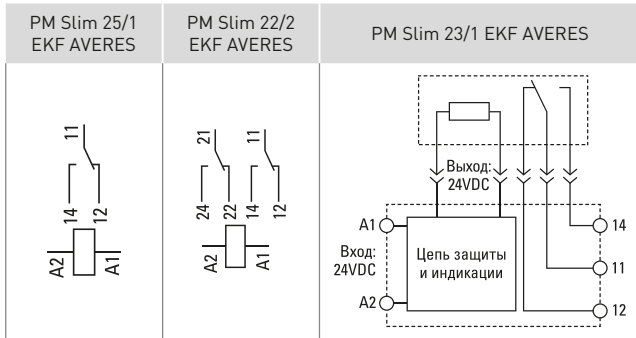 PM Slim 25/1
EKF AVERES
PM Slim 22/2
EKF AVERES
PM Slim 23/1 EKF AVERES
11
14
12
A2
A1
21
11
24
22
14
12
A2
A1
Выход:
24VDC
A1
Вход:
24VDC
A2
Цепь защиты
и индикации
14
11
12